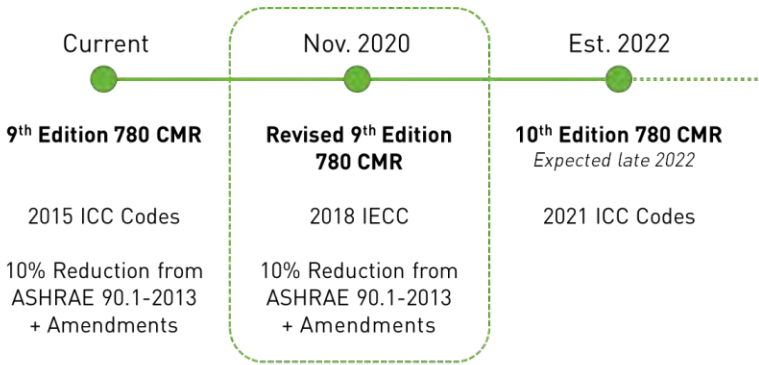 Current
9th Edition 780 CMR
2015 ICC Codes
10% Reduction from
ASHRAE 90.1-2013
+ Amendments
Nov. 2020
Revised 9th Edition
780 CMR
2018 IECC
10% Reduction from
ASHRAE 90.1-2013
+ Amendments
Est. 2022
10th Edition 780 CMR
Expected late 2022
2021 ICC Codes